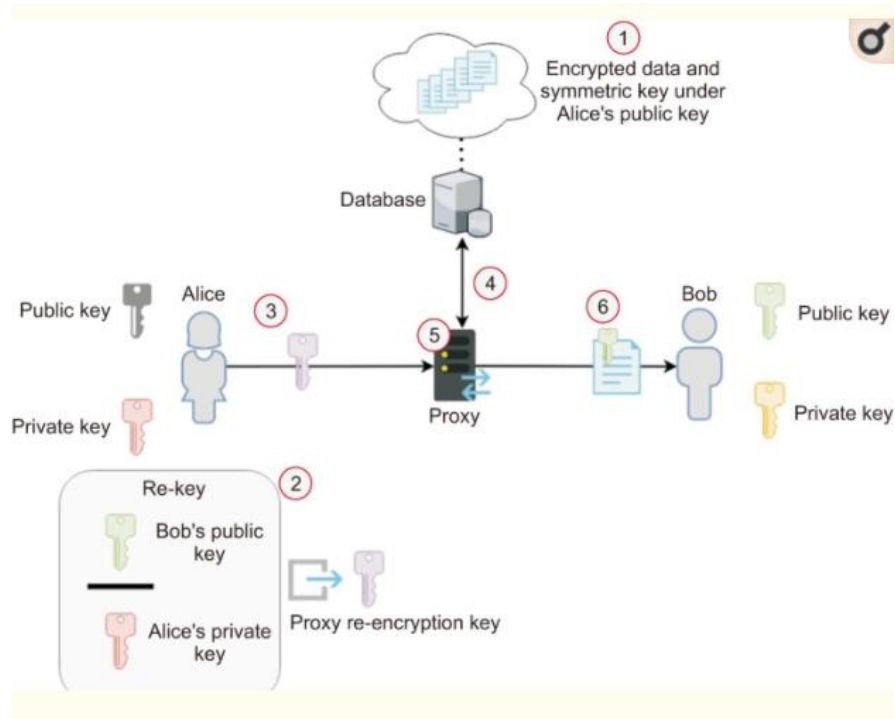 1
Encrypted data and
symmetric key under
Alice's public key
Database
4
Public key
Alice
3
5
6
Bob
Public key
Private key
Proxy
Private key
Re-key
2
Bob's public
key
Alice's private
key
Proxy re-encryption key